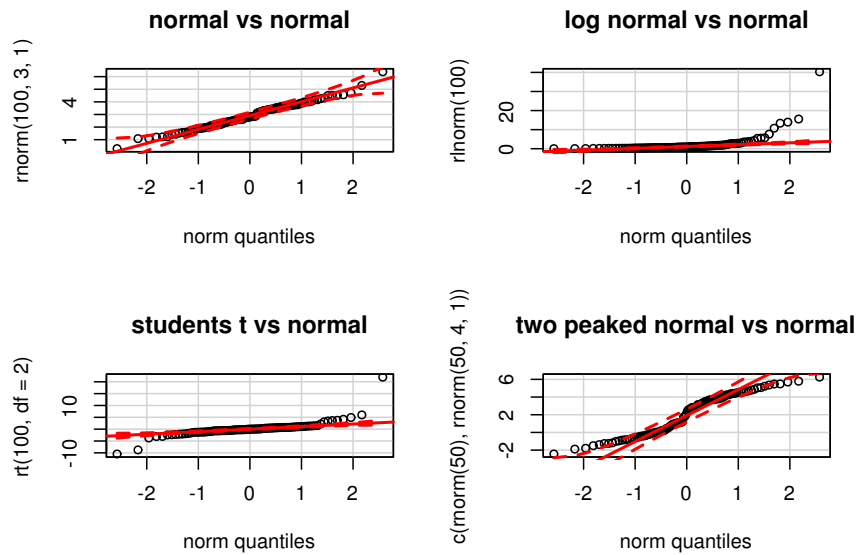 normal vs normal
rnorm(100, 3, 1)
1 4
-2 -1 0 1 2
norm quantiles
log normal vs normal
rlnorm(100)
0 20
-2 -1 0 1 2
norm quantiles
students t vs normal
rt(100, df = 2)
-10 10
-2 -1 0 1 2
norm quantiles
two peaked normal vs normal
c(rnorm(50), rnorm(50, 4, 1))
-2 2 6
-2 -1 0 1 2
norm quantiles